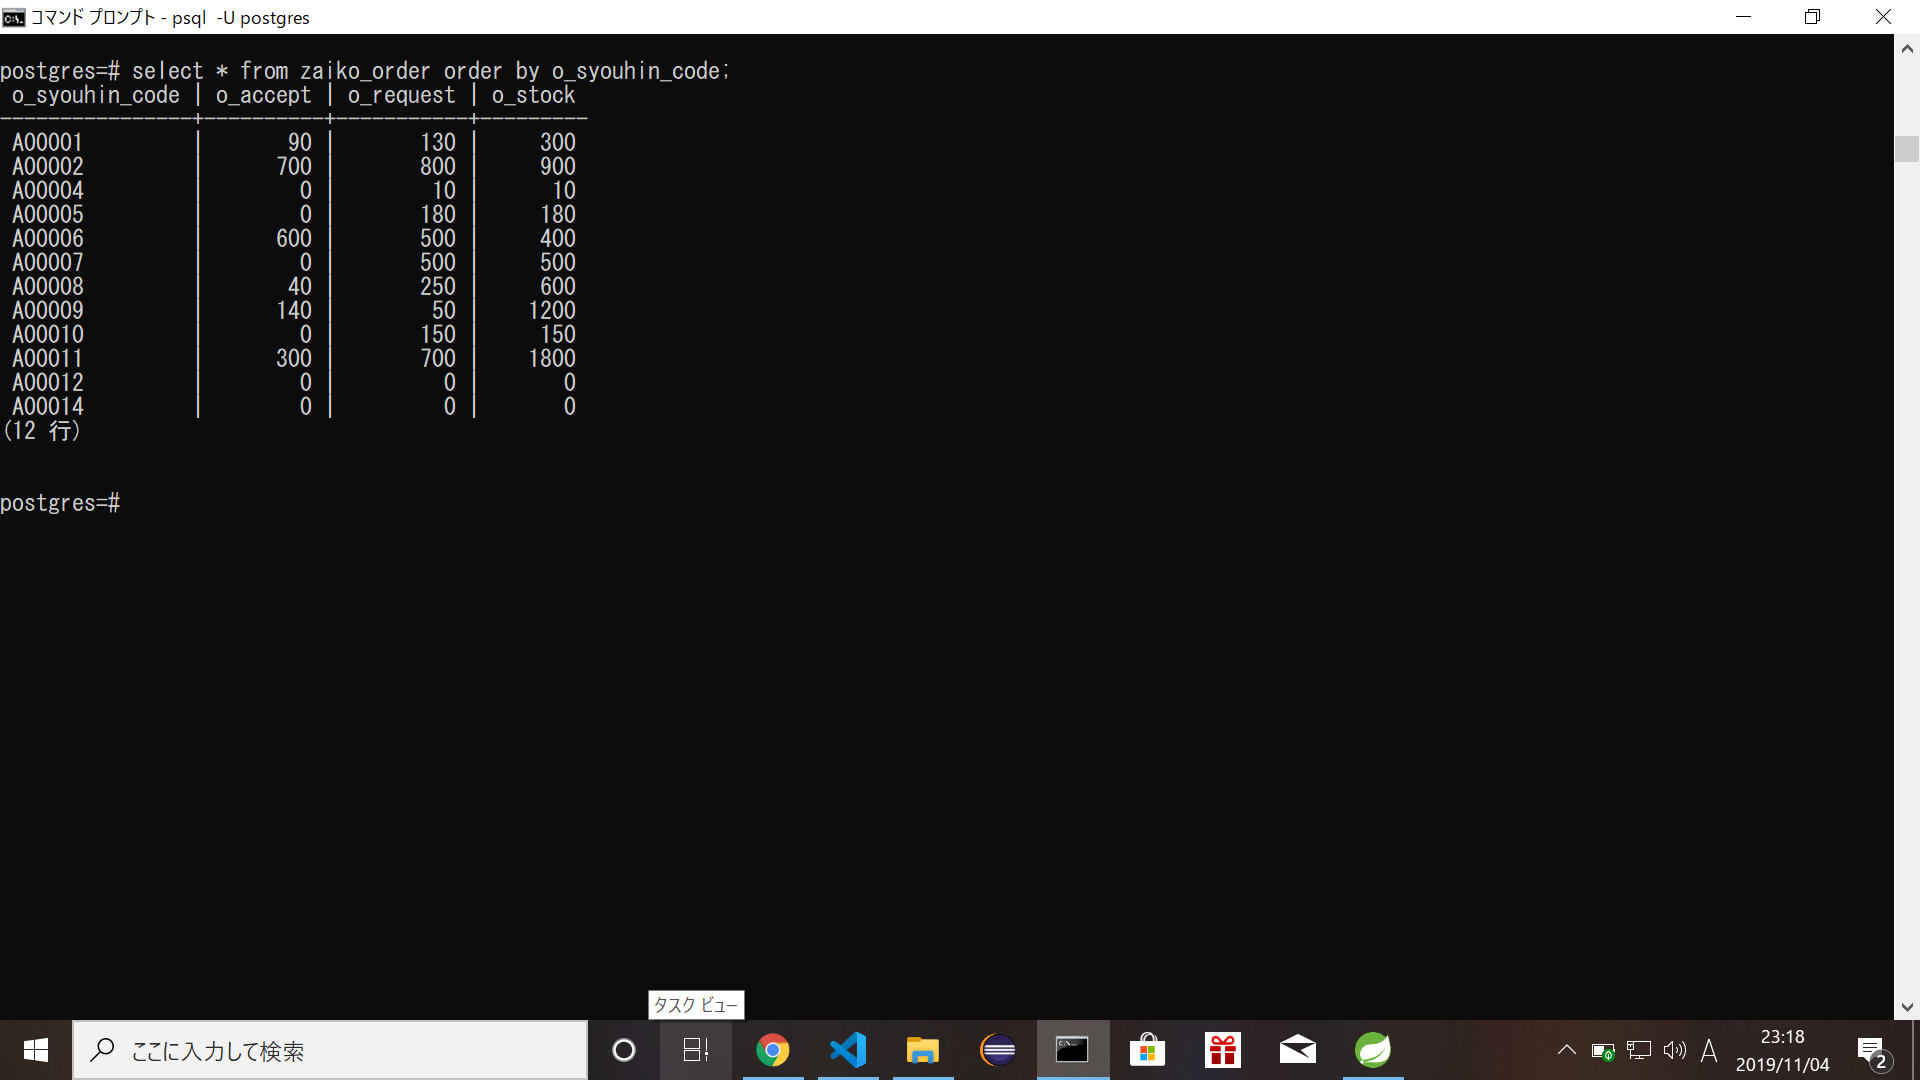 コマンド プロンプト - psql  -U postgres
postgres=# select * from zaiko_order order by o_syouhin_code;
 o_syouhin_code | o_accept | o_request | o_stock
----------------+----------+-----------+---------
 A00001         |       90 |       130 |     300
 A00002         |      700 |       800 |     900
 A00004         |        0 |        10 |      10
 A00005         |        0 |       180 |     180
 A00006         |      600 |       500 |     400
 A00007         |        0 |       500 |     500
 A00008         |       40 |       250 |     600
 A00009         |      140 |        50 |    1200
 A00010         |        0 |       150 |     150
 A00011         |      300 |       700 |    1800
 A00012         |        0 |         0 |       0
 A00014         |        0 |         0 |       0
(12 行)
postgres=#
タスク ビュー
ここに入力して検索
A
23:18
2019/11/04
2